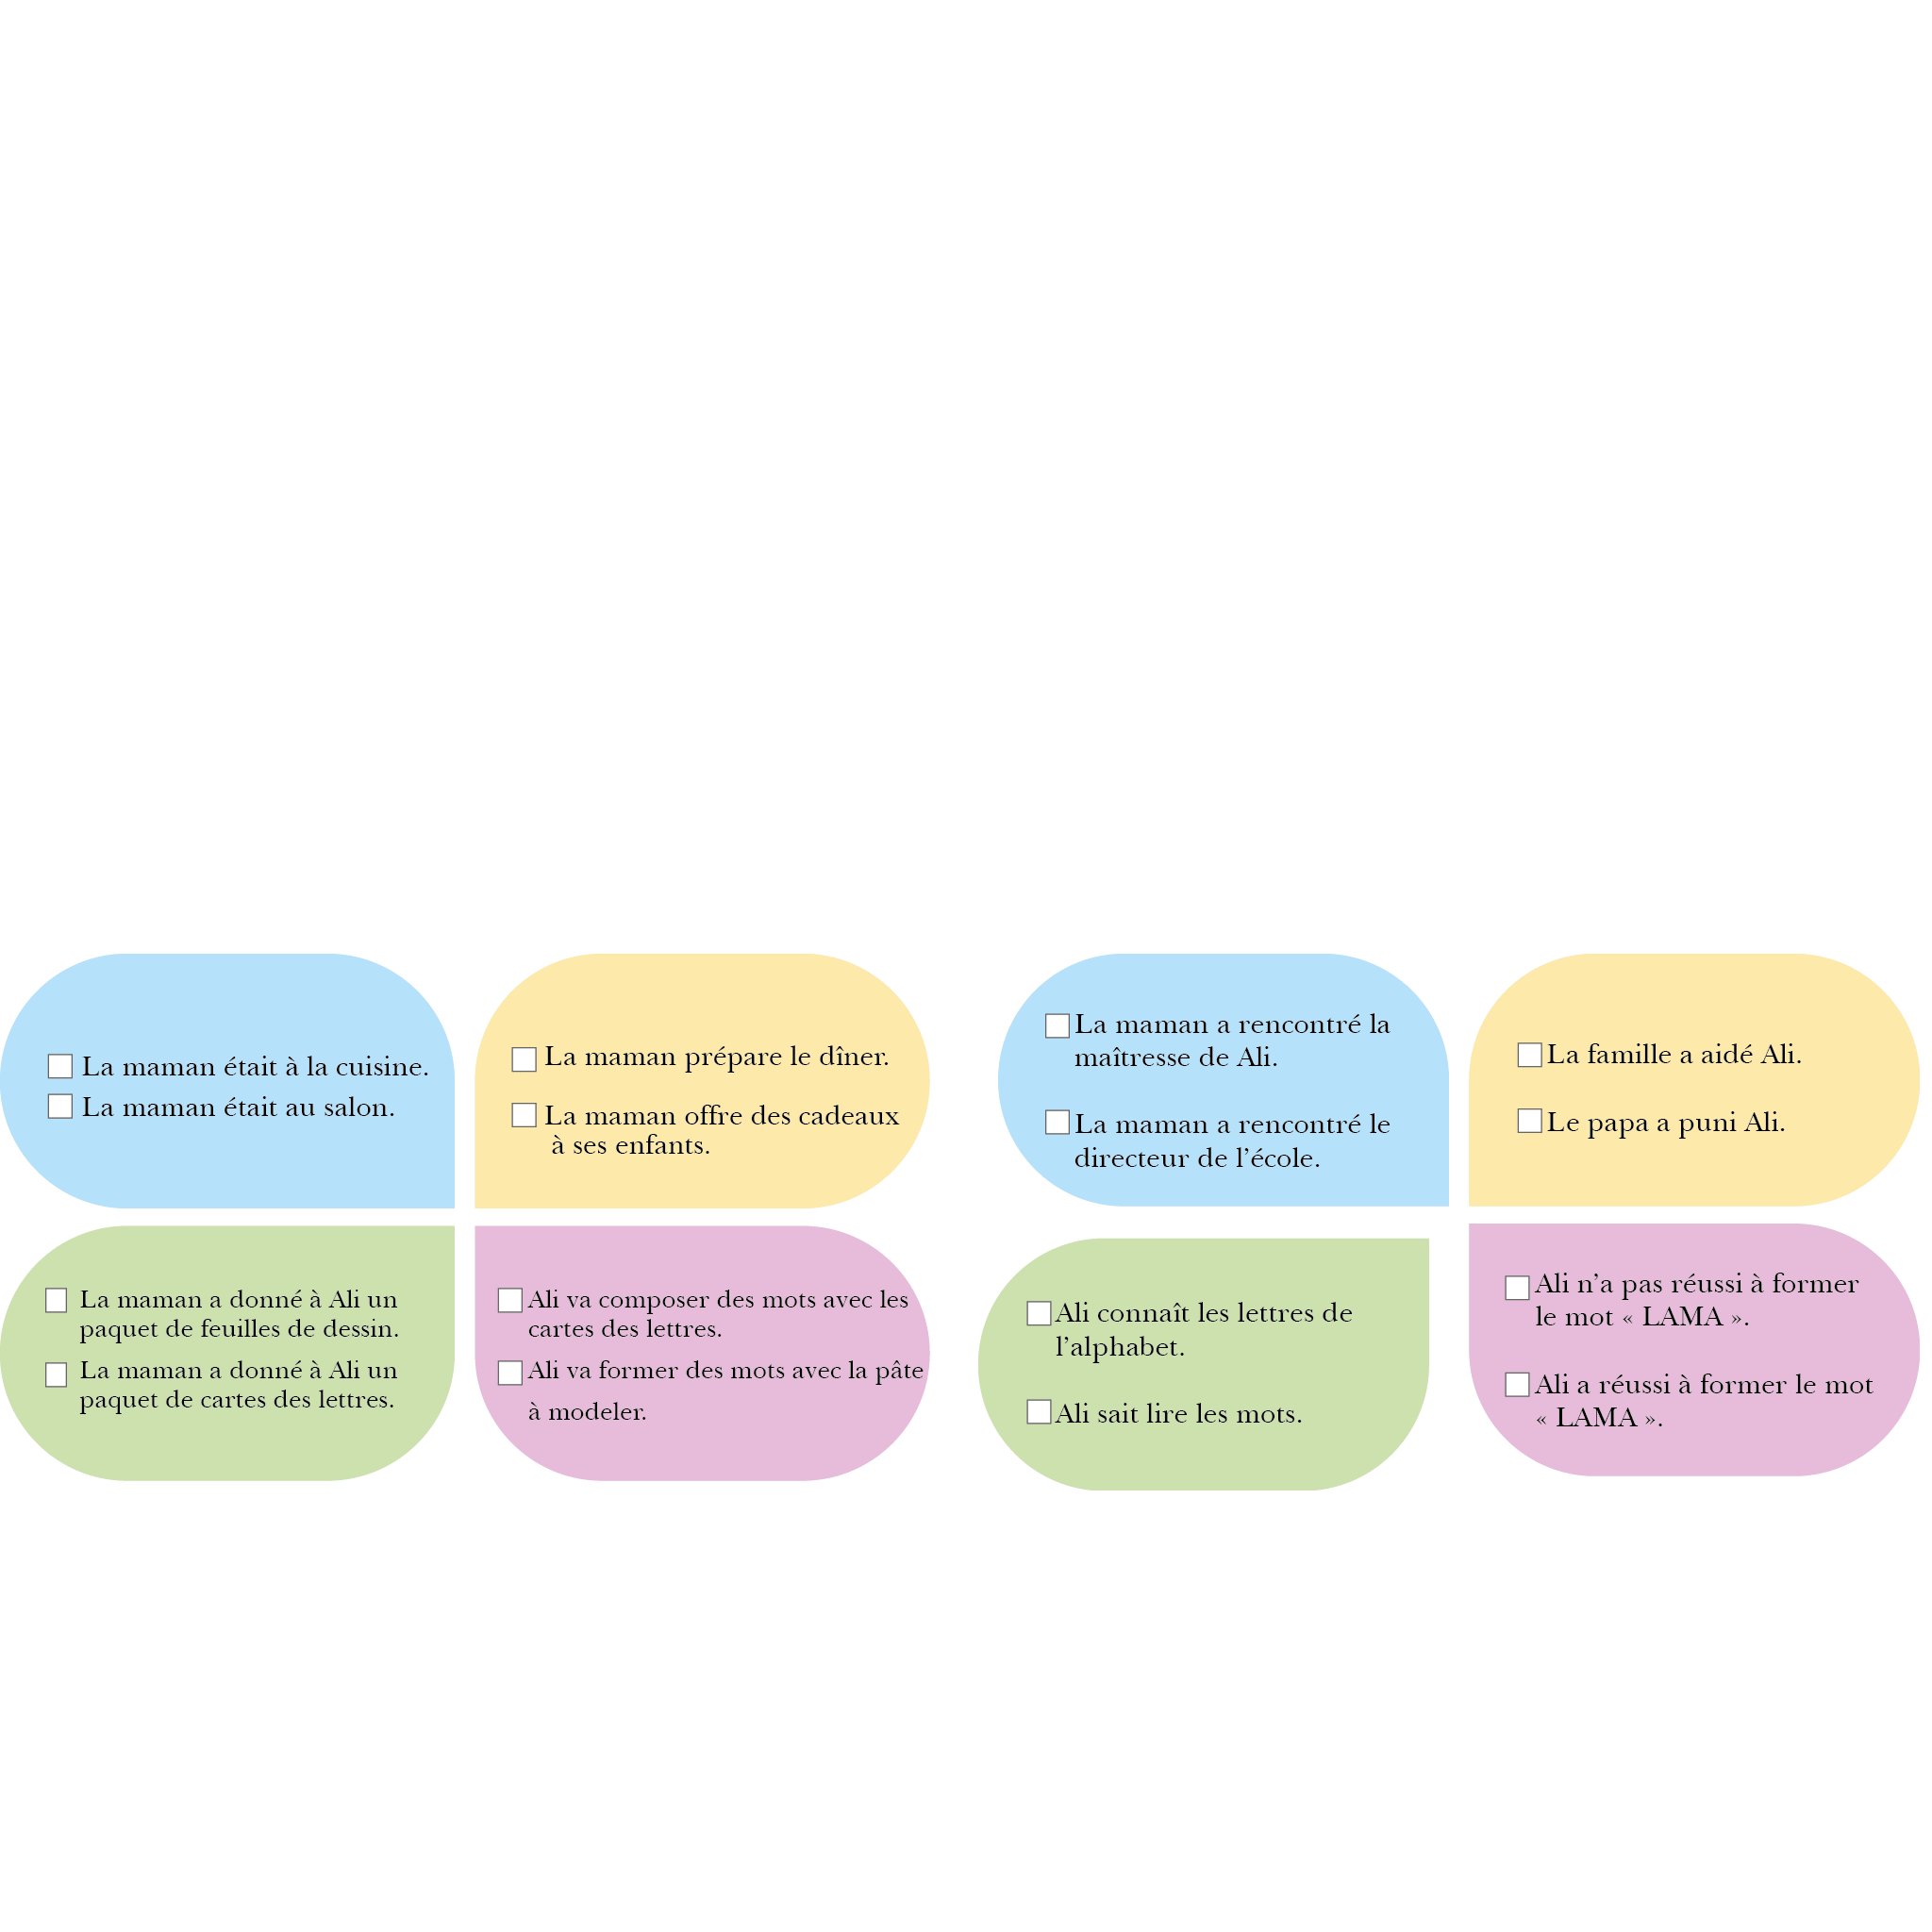 La maman était à la cuisine.
La maman était au salon.
La maman prépare le dîner.
La maman offre des cadeaux
à ses enfants.
La maman a donné à Ali un
paquet de feuilles de dessin.
La maman a donné à Ali un
paquet de cartes des lettres.
Ali va composer des mots avec les
cartes des lettres.
Ali va former des mots avec la pâte
à modeler.
La maman a rencontré la
maîtresse de Ali.
La maman a rencontré le
directeur de l’école.
La famille a aidé Ali.
Le papa a puni Ali.
Ali connaît les lettres de
l’alphabet.
Ali sait lire les mots.
Ali n’a pas réussi à former
le mot « LAMA ».
Ali a réussi à former le mot
« LAMA ».